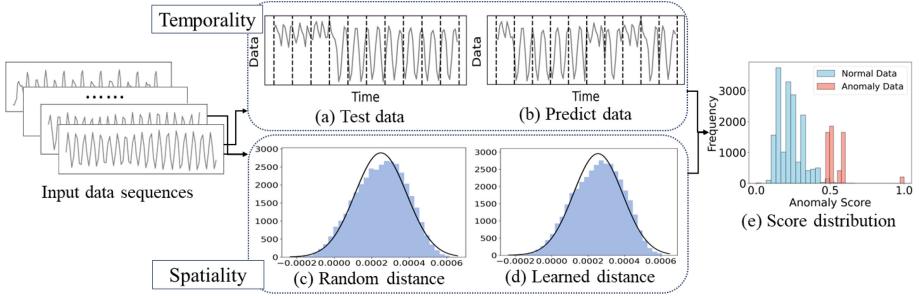 Temporality
Data
Time
(a) Test data
Data
Time
(b) Predict data
......
Input data sequences
3000
2500
2000
1500
1000
500
0
−0.0002 0.0000 0.0002 0.0004 0.0006
(c) Random distance
3000
2500
2000
1500
1000
500
0
−0.0002 0.0000 0.0002 0.0004 0.0006
(d) Learned distance
Spatiality
Normal Data
Anomaly Data
Frequency
3000
2000
1000
0
0.0 0.5 1.0
Anomaly Score
(e) Score distribution